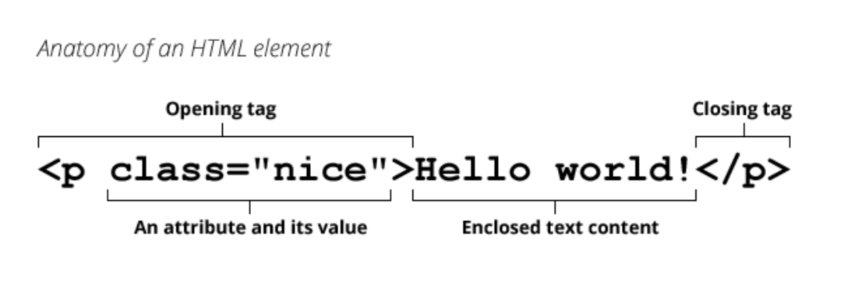 Anatomy of an HTML element
Opening tag
Closing tag
<p class="nice">Hello world!</p>
An attribute and its value
Enclosed text content